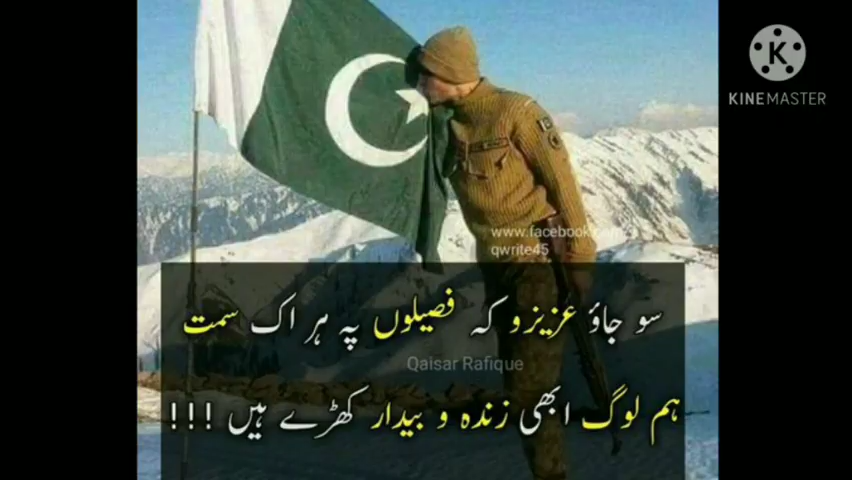 KINEMASTER
www.facebook.com
qwrite45
سو جاؤ عزیزو کہ فصیلوں پہ ہر اک سمت
Qaisar Rafique
ہم لوگ ابھی زندہ و بیدار کھڑے ہیں !!!